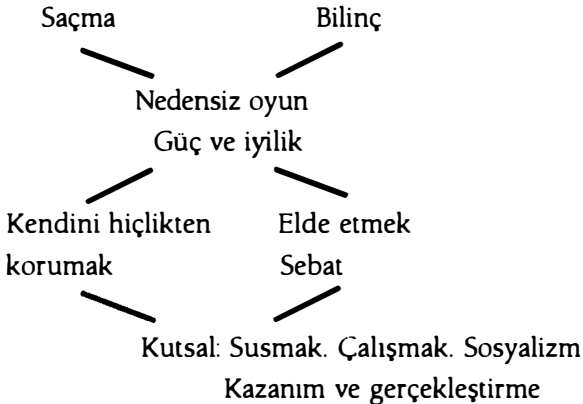 Saçma Bilinç
Nedensiz oyun
Güç ve iyilik
Kendini hiçlikten Elde etmek
korumak Sebat
Kutsal: Susmak. Çalışmak. Sosyalizm
Kazanım ve gerçekleştirme